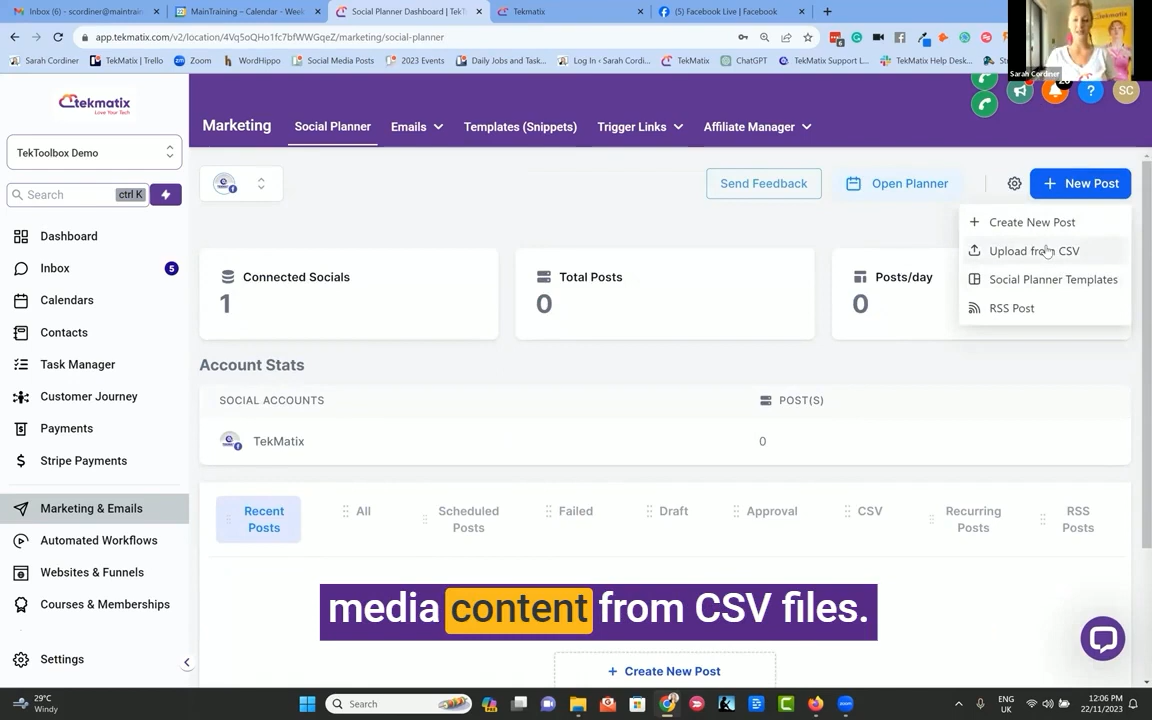 Inbox (6) - scordiner@maintrain
MainTraining - Calendar - Week
Social Planner Dashboard | TekT
Tekmatix
(5) Facebook Live | Facebook
app.tekmatix.com/v2/location/4Vq5oQHo1fc7bfWWGqeZ/marketing/social-planner
Sarah Cordiner
TekMatix | Trello
Zoom
WordHippo
Social Media Posts
2023 Events
Daily Jobs and Task...
Log In ‹ Sarah Cordi...
TekMatix
ChatGPT
TekMatix Support L...
TekMatix Help Desk...
Sarah Cordiner
tekmatix
Love Your Tech
Marketing
Social Planner
Emails
Templates (Snippets)
Trigger Links
Affiliate Manager
SC
TekToolbox Demo
Search
ctrl K
Send Feedback
Open Planner
New Post
Create New Post
Upload from CSV
Social Planner Templates
RSS Post
Dashboard
Inbox
5
Calendars
Contacts
Task Manager
Customer Journey
Payments
Stripe Payments
Marketing & Emails
Automated Workflows
Websites & Funnels
Courses & Memberships
Settings
Connected Socials
1
Total Posts
0
Posts/day
0
Account Stats
SOCIAL ACCOUNTS
POST(S)
TekMatix
0
Recent Posts
All
Scheduled Posts
Failed
Draft
Approval
CSV
Recurring Posts
RSS Posts
media content from CSV files.
+ Create New Post
29°C
Windy
Search
ENG
UK
12:06 PM
22/11/2023